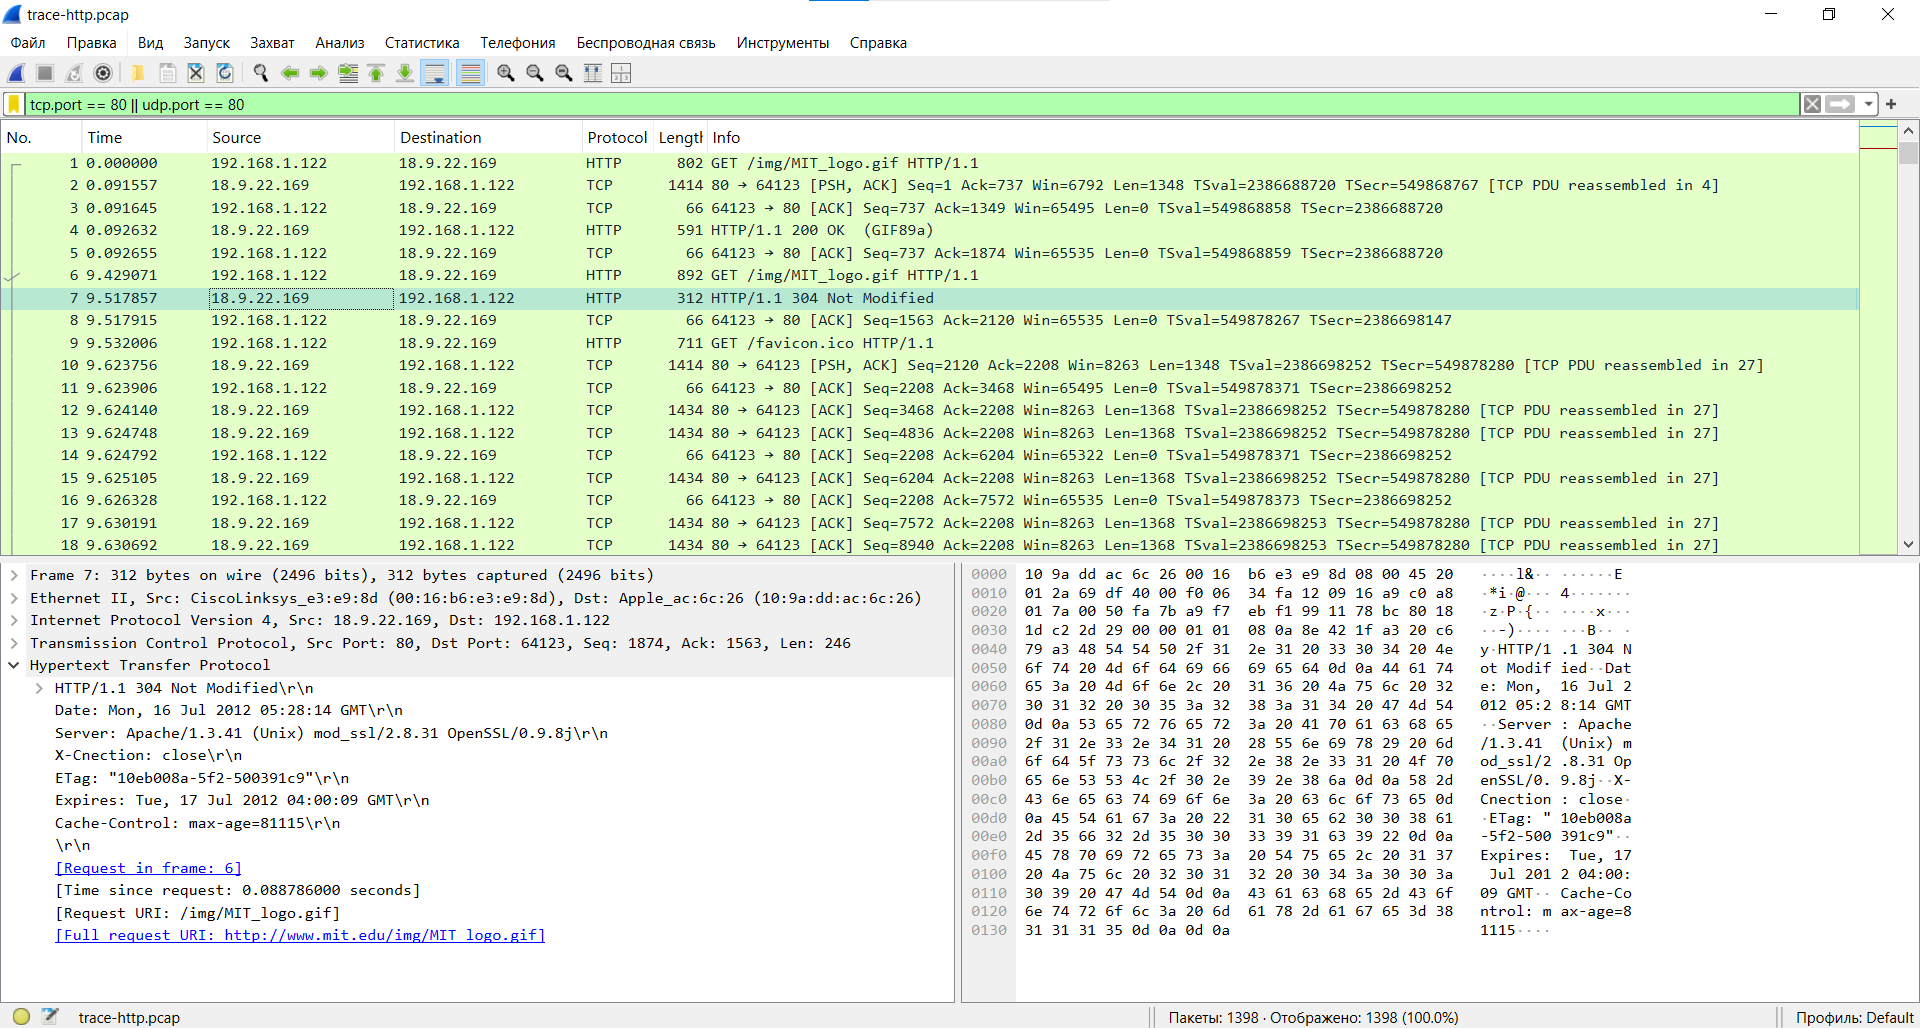 trace-http.pcap
Файл Правка Вид Запуск Захват Анализ Статистика Телефония Беспроводная связь Инструменты Справка
tcp.port == 80 || udp.port == 80
No. Time Source Destination Protocol Length Info
1 0.000000 192.168.1.122 18.9.22.169 HTTP 802 GET /img/MIT_logo.gif HTTP/1.1
2 0.091557 18.9.22.169 192.168.1.122 TCP 1414 80 → 64123 [PSH, ACK] Seq=1 Ack=737 Win=6792 Len=1348 TSval=2386688720 TSecr=549868767 [TCP PDU reassembled in 4]
3 0.091645 192.168.1.122 18.9.22.169 TCP 66 64123 → 80 [ACK] Seq=737 Ack=1349 Win=65495 Len=0 TSval=549868858 TSecr=2386688720
4 0.092632 18.9.22.169 192.168.1.122 HTTP 591 HTTP/1.1 200 OK  (GIF89a)
5 0.092655 192.168.1.122 18.9.22.169 TCP 66 64123 → 80 [ACK] Seq=737 Ack=1874 Win=65535 Len=0 TSval=549868859 TSecr=2386688720
6 9.429071 192.168.1.122 18.9.22.169 HTTP 892 GET /img/MIT_logo.gif HTTP/1.1
7 9.517857 18.9.22.169 192.168.1.122 HTTP 312 HTTP/1.1 304 Not Modified
8 9.517915 192.168.1.122 18.9.22.169 TCP 66 64123 → 80 [ACK] Seq=1563 Ack=2120 Win=65535 Len=0 TSval=549878267 TSecr=2386698147
9 9.532006 192.168.1.122 18.9.22.169 HTTP 711 GET /favicon.ico HTTP/1.1
10 9.623756 18.9.22.169 192.168.1.122 TCP 1414 80 → 64123 [PSH, ACK] Seq=2120 Ack=2208 Win=8263 Len=1348 TSval=2386698252 TSecr=549878280 [TCP PDU reassembled in 27]
11 9.623906 192.168.1.122 18.9.22.169 TCP 66 64123 → 80 [ACK] Seq=2208 Ack=3468 Win=65495 Len=0 TSval=549878371 TSecr=2386698252
12 9.624140 18.9.22.169 192.168.1.122 TCP 1434 80 → 64123 [ACK] Seq=3468 Ack=2208 Win=8263 Len=1368 TSval=2386698252 TSecr=549878280 [TCP PDU reassembled in 27]
13 9.624748 18.9.22.169 192.168.1.122 TCP 1434 80 → 64123 [ACK] Seq=4836 Ack=2208 Win=8263 Len=1368 TSval=2386698252 TSecr=549878280 [TCP PDU reassembled in 27]
14 9.624792 192.168.1.122 18.9.22.169 TCP 66 64123 → 80 [ACK] Seq=2208 Ack=6204 Win=65322 Len=0 TSval=549878371 TSecr=2386698252
15 9.625105 18.9.22.169 192.168.1.122 TCP 1434 80 → 64123 [ACK] Seq=6204 Ack=2208 Win=8263 Len=1368 TSval=2386698252 TSecr=549878280 [TCP PDU reassembled in 27]
16 9.626328 192.168.1.122 18.9.22.169 TCP 66 64123 → 80 [ACK] Seq=2208 Ack=7572 Win=65535 Len=0 TSval=549878373 TSecr=2386698252
17 9.630191 18.9.22.169 192.168.1.122 TCP 1434 80 → 64123 [ACK] Seq=7572 Ack=2208 Win=8263 Len=1368 TSval=2386698253 TSecr=549878280 [TCP PDU reassembled in 27]
18 9.630692 18.9.22.169 192.168.1.122 TCP 1434 80 → 64123 [ACK] Seq=8940 Ack=2208 Win=8263 Len=1368 TSval=2386698253 TSecr=549878280 [TCP PDU reassembled in 27]
Frame 7: 312 bytes on wire (2496 bits), 312 bytes captured (2496 bits)
Ethernet II, Src: CiscoLinksys_e3:e9:8d (00:16:b6:e3:e9:8d), Dst: Apple_ac:6c:26 (10:9a:dd:ac:6c:26)
Internet Protocol Version 4, Src: 18.9.22.169, Dst: 192.168.1.122
Transmission Control Protocol, Src Port: 80, Dst Port: 64123, Seq: 1874, Ack: 1563, Len: 246
Hypertext Transfer Protocol
HTTP/1.1 304 Not Modified\r\n
Date: Mon, 16 Jul 2012 05:28:14 GMT\r\n
Server: Apache/1.3.41 (Unix) mod_ssl/2.8.31 OpenSSL/0.9.8j\r\n
X-Cnection: close\r\n
ETag: "10eb008a-5f2-500391c9"\r\n
Expires: Tue, 17 Jul 2012 04:00:09 GMT\r\n
Cache-Control: max-age=81115\r\n
\r\n
[Request in frame: 6]
[Time since request: 0.088786000 seconds]
[Request URI: /img/MIT_logo.gif]
[Full request URI: http://www.mit.edu/img/MIT_logo.gif]
0000 10 9a dd ac 6c 26 00 16 b6 e3 e9 8d 08 00 45 20 ····l&·· ······E
0010 01 2a 69 df 40 00 f0 06 34 fa 12 09 16 a9 c0 a8 ·*i·@··· 4·······
0020 01 7a 00 50 fa 7b a9 f7 eb f1 99 11 78 bc 80 18 ·z·P·{·· ····x···
0030 1d c2 2d 29 00 00 01 01 08 0a 8e 42 1f a3 20 c6 ··-)···· ···B·· ·
0040 79 a3 48 54 54 50 2f 31 2e 31 20 33 30 34 20 4e y·HTTP/1 .1 304 N
0050 6f 74 20 4d 6f 64 69 66 69 65 64 0d 0a 44 61 74 ot Modif ied··Dat
0060 65 3a 20 4d 6f 6e 2c 20 31 36 20 4a 75 6c 20 32 e: Mon,  16 Jul 2
0070 30 31 32 20 30 35 3a 32 38 3a 31 34 20 47 4d 54 012 05:2 8:14 GMT
0080 0d 0a 53 65 72 76 65 72 3a 20 41 70 61 63 68 65 ··Server : Apache
0090 2f 31 2e 33 2e 34 31 20 28 55 6e 69 78 29 20 6d /1.3.41  (Unix) m
00a0 6f 64 5f 73 73 6c 2f 32 2e 38 2e 33 31 20 4f 70 od_ssl/2 .8.31 Op
00b0 65 6e 53 53 4c 2f 30 2e 39 2e 38 6a 0d 0a 58 2d enSSL/0. 9.8j··X-
00c0 43 6e 65 63 74 69 6f 6e 3a 20 63 6c 6f 73 65 0d Cnection : close·
00d0 0a 45 54 61 67 3a 20 22 31 30 65 62 30 30 38 61 ·ETag: " 10eb008a
00e0 2d 35 66 32 2d 35 30 30 33 39 31 63 39 22 0d 0a -5f2-500 391c9"··
00f0 45 78 70 69 72 65 73 3a 20 54 75 65 2c 20 31 37 Expires:  Tue, 17
0100 20 4a 75 6c 20 32 30 31 32 20 30 34 3a 30 30 3a  Jul 201 2 04:00:
0110 30 39 20 47 4d 54 0d 0a 43 61 63 68 65 2d 43 6f 09 GMT·· Cache-Co
0120 6e 74 72 6f 6c 3a 20 6d 61 78 2d 61 67 65 3d 38 ntrol: m ax-age=8
0130 31 31 31 35 0d 0a 0d 0a 1115····
trace-http.pcap Пакеты: 1398 · Отображено: 1398 (100.0%) Профиль: Default